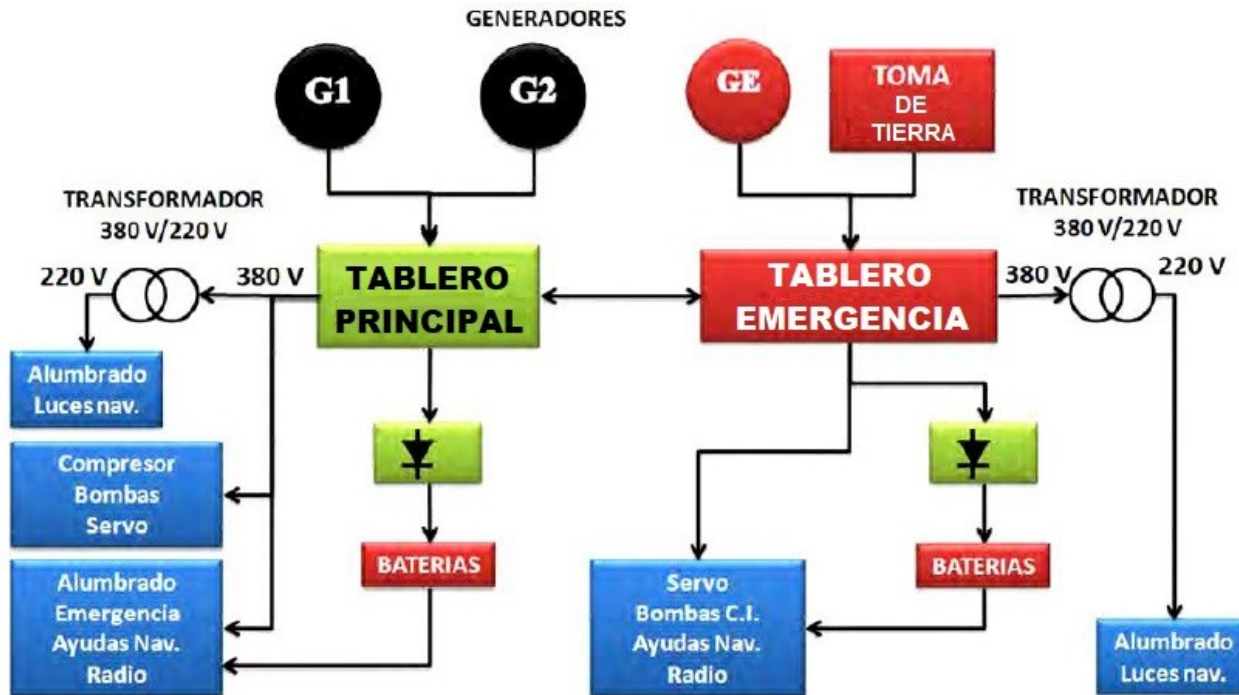 GENERADORES
G1
G2
GE
TOMA
DE
TIERRA
TRANSFORMADOR
380 V/220 V
TRANSFORMADOR
380 V/220 V
220 V
380 V
TABLERO
PRINCIPAL
TABLERO
EMERGENCIA
380 V
220 V
Alumbrado
Luces nav.
Compresor
Bombas
Servo
BATERIAS
BATERIAS
Alumbrado
Emergencia
Ayudas Nav.
Radio
Servo
Bombas C.I.
Ayudas Nav.
Radio
Alumbrado
Luces nav.